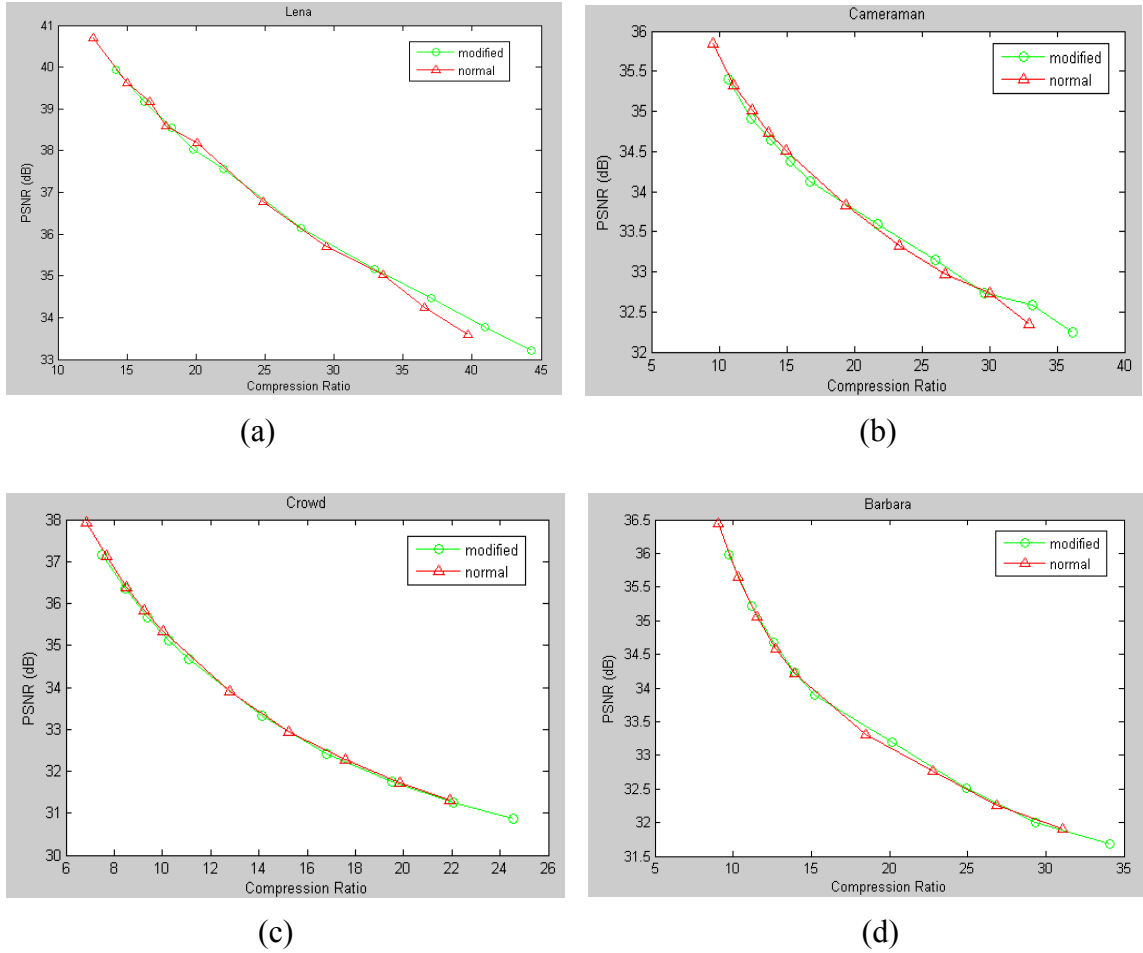 Lena
41
40
39
38
37
36
35
34
33
PSNR (dB)
modified
normal
10 15 20 25 30 35 40 45
Compression Ratio
(a)
Cameraman
36
35.5
35
34.5
34
33.5
33
32.5
32
PSNR (dB)
modified
normal
5 10 15 20 25 30 35 40
Compression Ratio
(b)
Crowd
38
37
36
35
34
33
32
31
30
PSNR (dB)
modified
normal
6 8 10 12 14 16 18 20 22 24 26
Compression Ratio
(c)
Barbara
36.5
36
35.5
35
34.5
34
33.5
33
32.5
32
31.5
PSNR (dB)
modified
normal
5 10 15 20 25 30 35
Compression Ratio
(d)